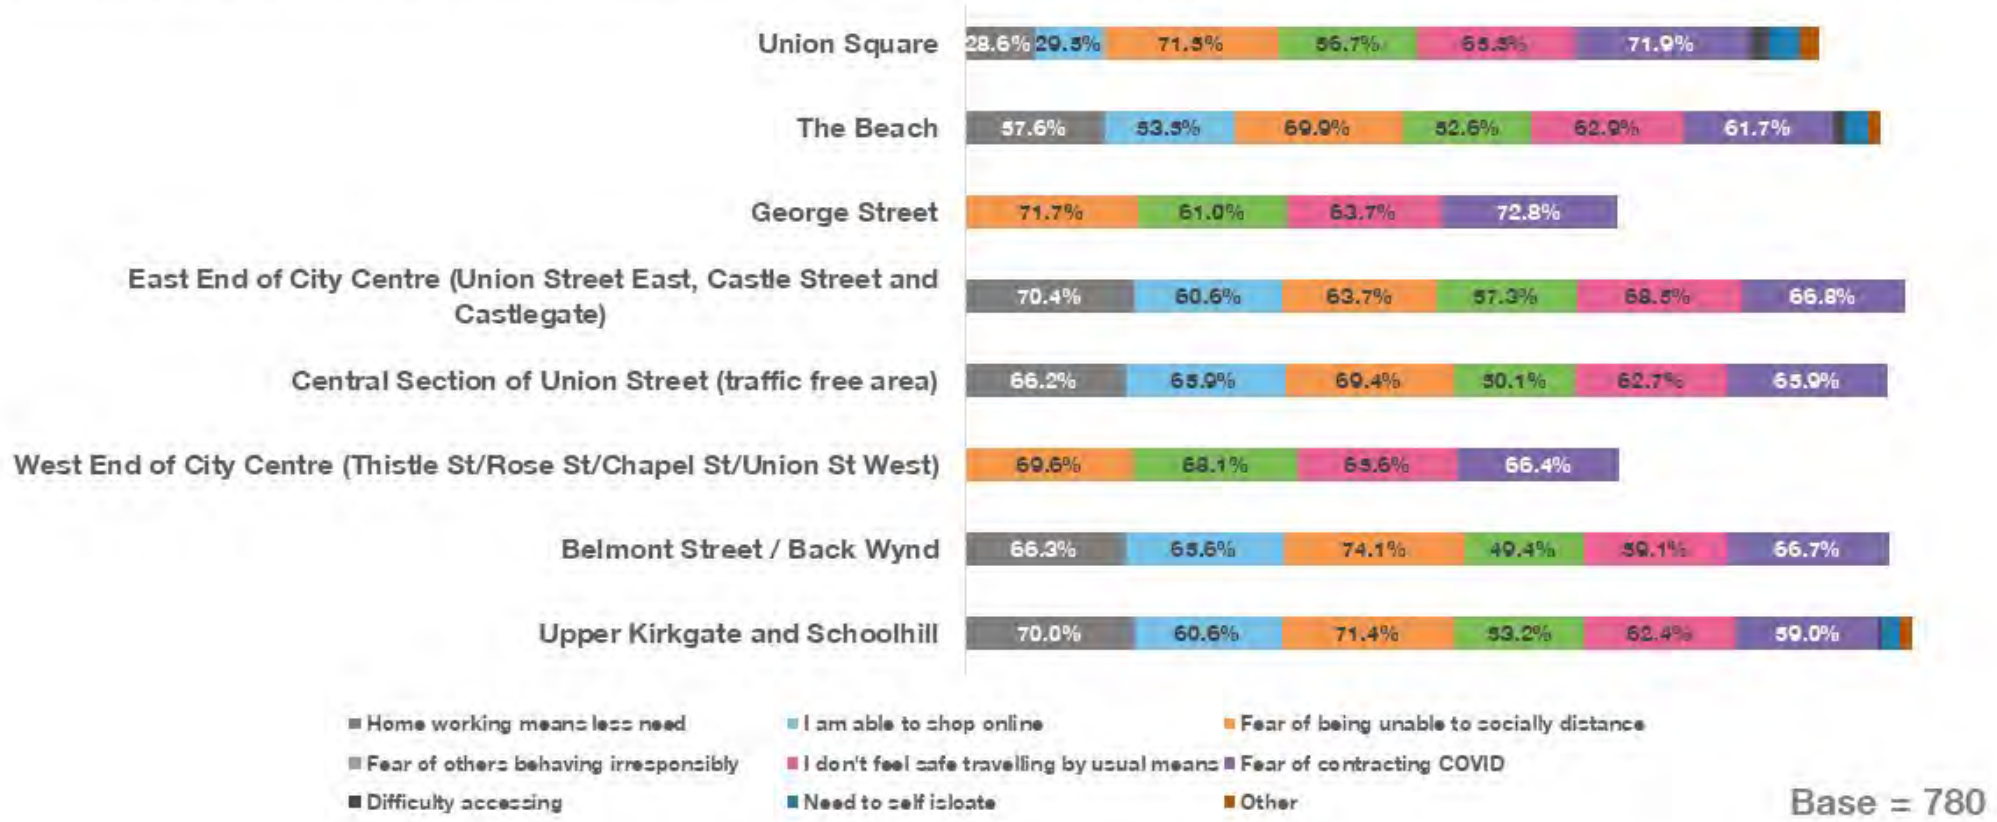 Union Square 28.6% 29.5% 71.5% 56.7% 65.5% 71.9%
The Beach 57.6% 53.5% 69.9% 52.6% 62.9% 61.7%
George Street 71.7% 61.0% 63.7% 72.8%
East End of City Centre (Union Street East, Castle Street and
Castlegate) 70.4% 60.6% 63.7% 57.3% 68.5% 66.8%
Central Section of Union Street (traffic free area) 66.2% 65.9% 69.4% 50.1% 62.7% 65.9%
West End of City Centre (Thistle St/Rose St/Chapel St/Union St West) 69.6% 68.1% 65.6% 66.4%
Belmont Street / Back Wynd 66.3% 65.6% 74.1% 49.4% 59.1% 66.7%
Upper Kirkgate and Schoolhill 70.0% 60.6% 71.4% 53.2% 62.4% 59.0%
Home working means less need I am able to shop online Fear of being unable to socially distance
Fear of others behaving irresponsibly I don't feel safe travelling by usual means Fear of contracting COVID
Difficulty accessing Need to self isloate Other
Base = 780